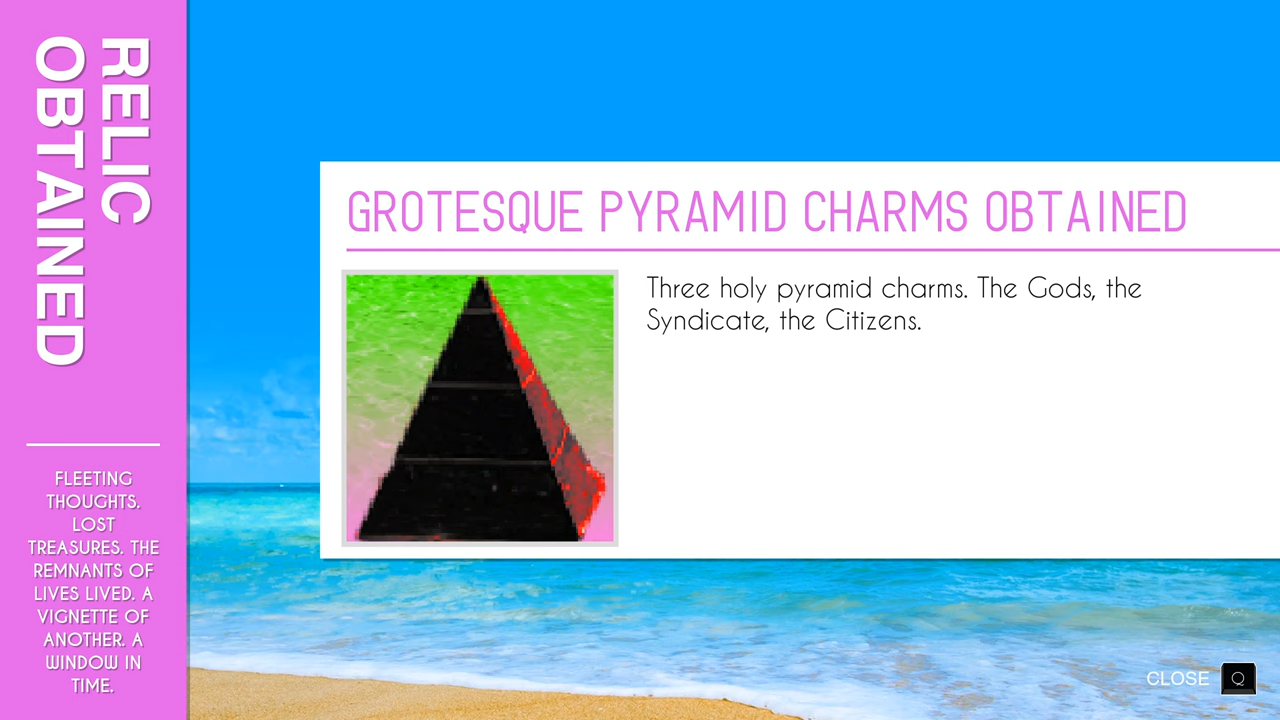 RELIC
OBTAINED
FLEETING
THOUGHTS.
LOST
TREASURES. THE
REMNANTS OF
LIVES LIVED. A
VIGNETTE OF
ANOTHER. A
WINDOW IN
TIME.
GROTESQUE PYRAMID CHARMS OBTAINED
Three holy pyramid charms. The Gods, the
Syndicate, the Citizens.
CLOSE Q